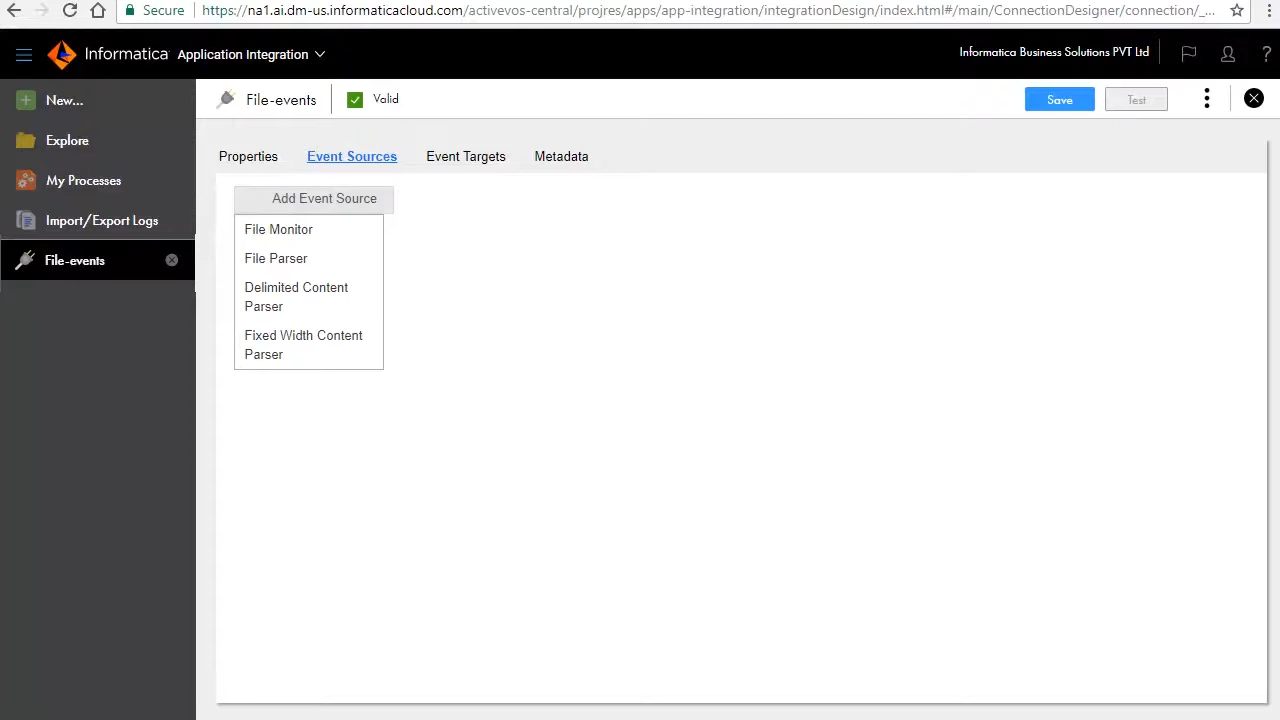 Secure https://na1.ai.dm-us.informaticacloud.com/activevos-central/projres/apps/app-integration/integrationDesign/index.html#/main/ConnectionDesigner/connection/_...
Informatica Application Integration
Informatica Business Solutions PVT Ltd
?
New...
Explore
My Processes
Import/Export Logs
File-events
File-events
Valid
Save
Test
Properties
Event Sources
Event Targets
Metadata
Add Event Source
File Monitor
File Parser
Delimited Content
Parser
Fixed Width Content
Parser